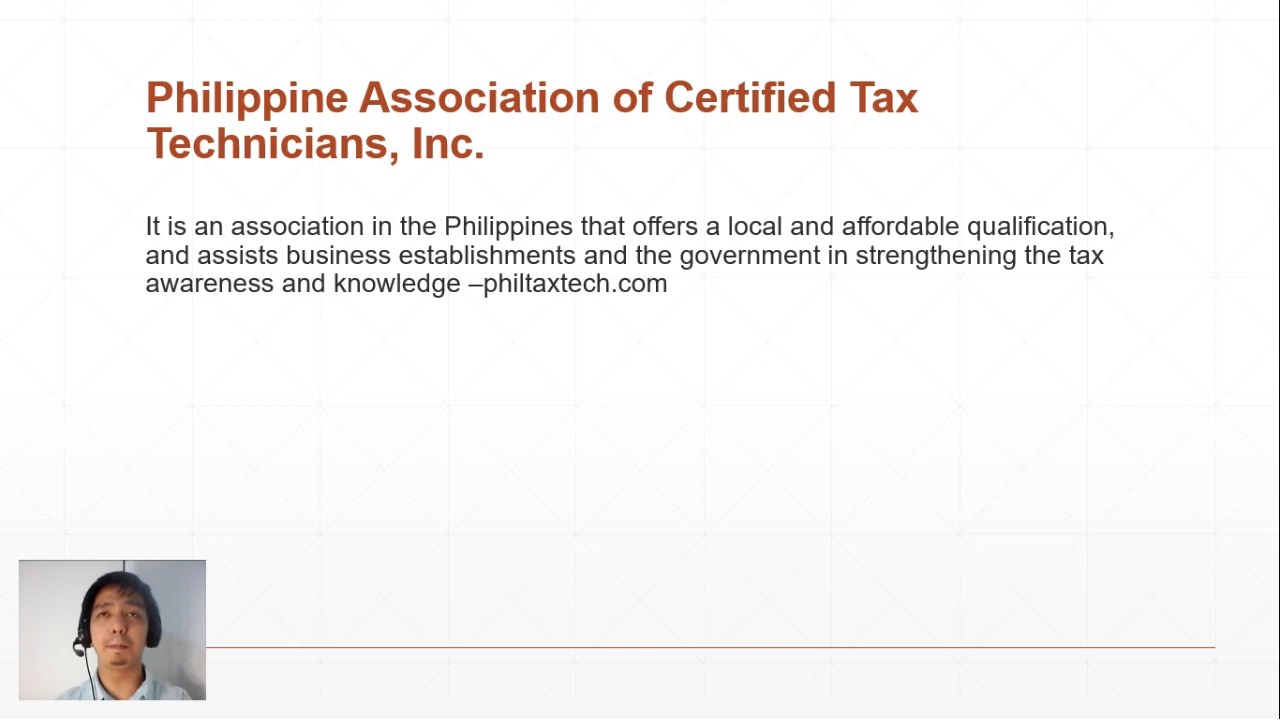 Philippine Association of Certified Tax
Technicians, Inc.
It is an association in the Philippines that offers a local and affordable qualification,
and assists business establishments and the government in strengthening the tax
awareness and knowledge –philtaxtech.com